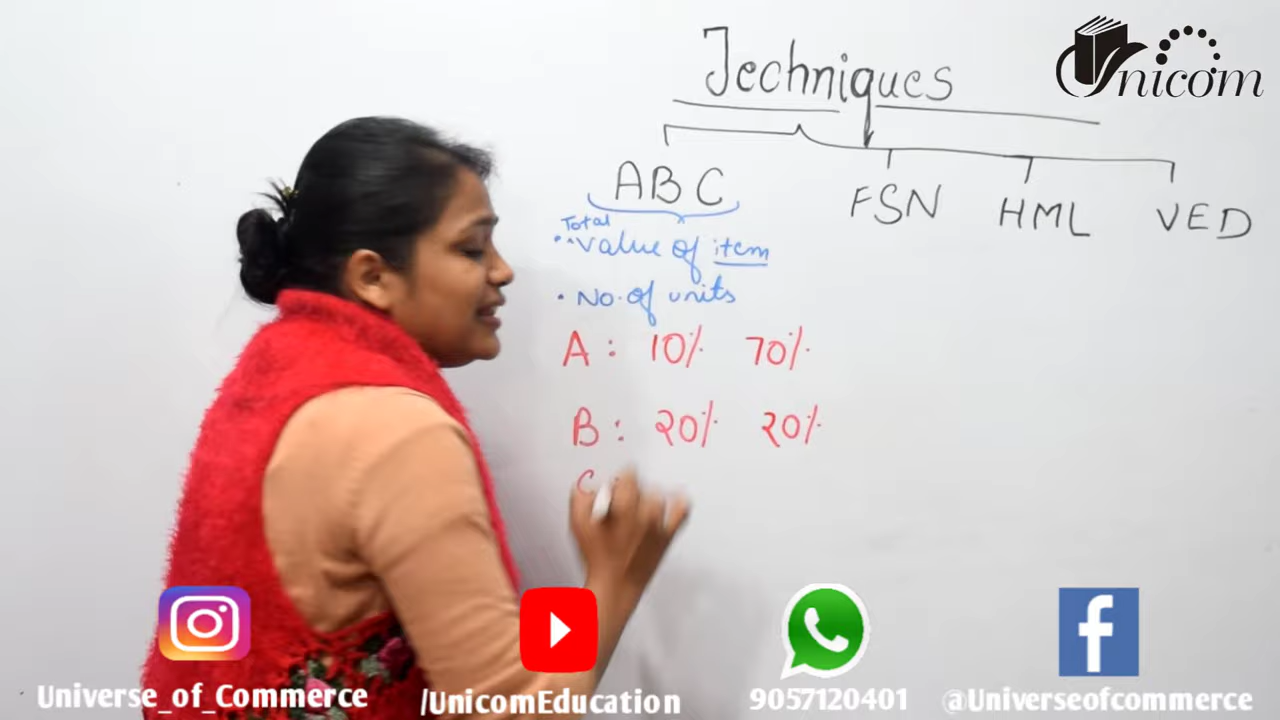 Techniques
Unicom
ABC FSN HML VED
• Total Value of item
• No. of units
A : 10% 70%
B : 20% 20%
C
Universe_of_Commerce /UnicomEducation 9057120401 @Universeofcommerce